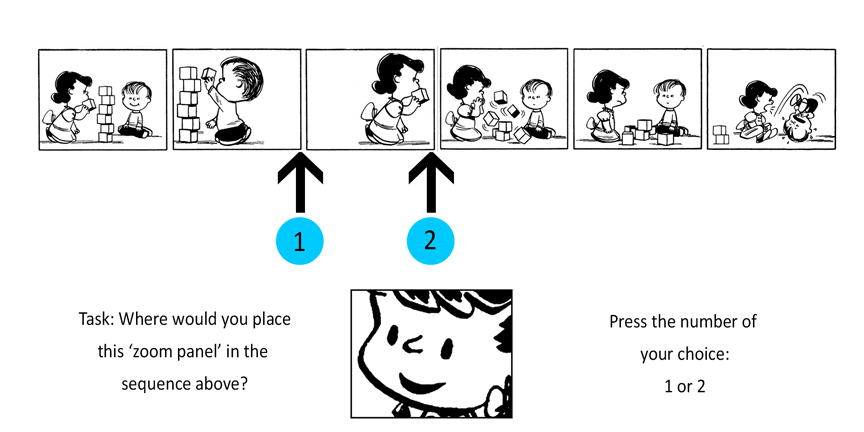 1
2
Task: Where would you place
this ‘zoom panel’ in the
sequence above?
Press the number of
your choice:
1 or 2